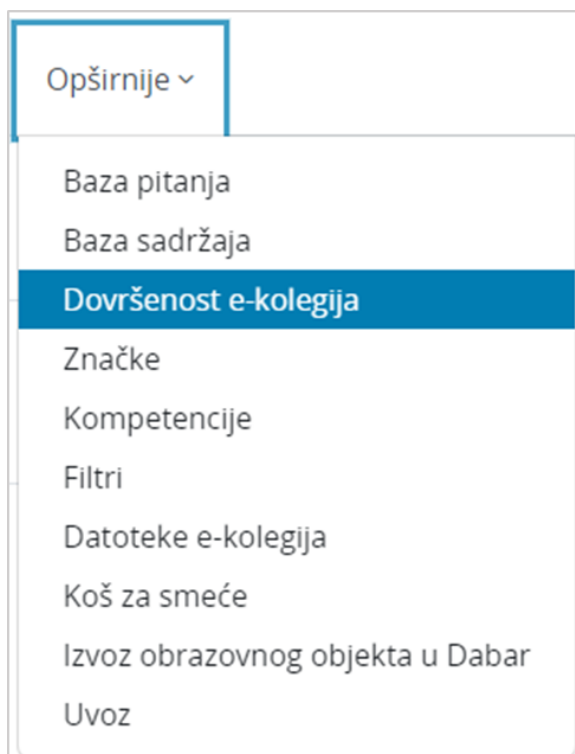 Opširnije
Baza pitanja
Baza sadržaja
Dovršenost e-kolegija
Značke
Kompetencije
Filtri
Datoteke e-kolegija
Koš za smeće
Izvoz obrazovnog objekta u Dabar
Uvoz